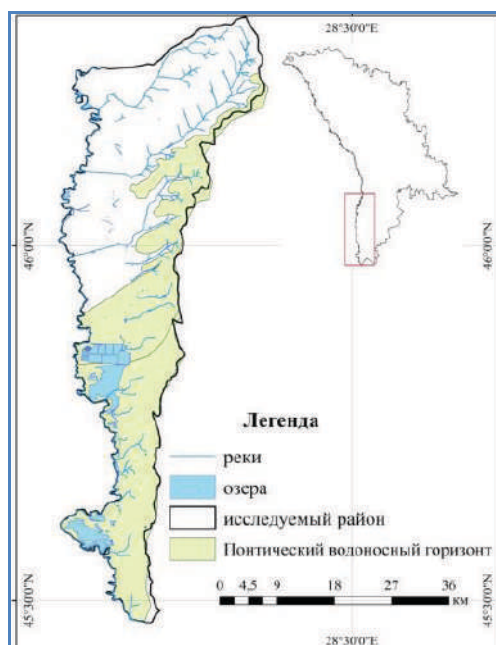 28°30'0"E
46°0'0"N
46°0'0"N
Легенда
реки
озера
исследуемый район
Понтический водоносный горизонт
0 4,5 9 18 27 36
км
45°30'0"N
45°30'0"N
28°30'0"E